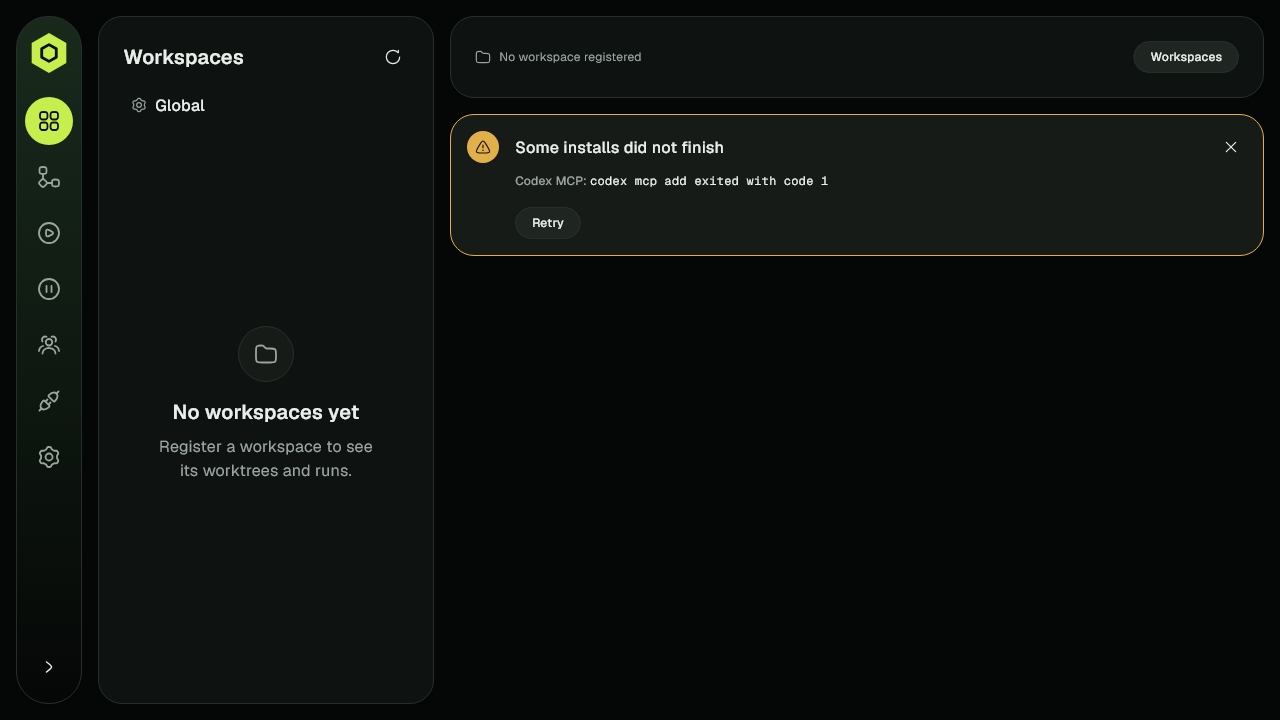 Workspaces
Global
No workspaces yet
Register a workspace to see
its worktrees and runs.
No workspace registered
Workspaces
Some installs did not finish
Codex MCP: codex mcp add exited with code 1
Retry